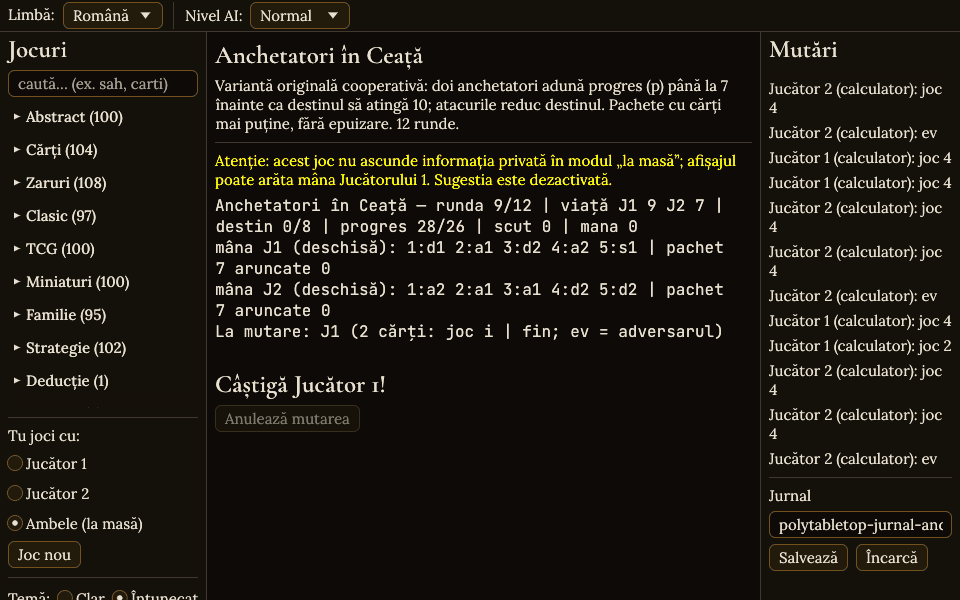 Limbă:
Română
Nivel AI:
Normal
Jocuri
caută... (ex. sah, carti)
Abstract (100)
Cărți (104)
Zaruri (108)
Clasic (97)
TCG (100)
Miniaturi (100)
Familie (95)
Strategie (102)
Deducție (1)
Tu joci cu:
Jucător 1
Jucător 2
Ambele (la masă)
Joc nou
Temă:
Clar
Întunecat
Anchetatori în Ceață
Variantă originală cooperativă: doi anchetatori adună progres (p) până la 7
înainte ca destinul să atingă 10; atacurile reduc destinul. Pachete cu cărți
mai puține, fără epuizare. 12 runde.
Atenție: acest joc nu ascunde informația privată în modul „la masă”; afișajul
poate arăta mâna Jucătorului 1. Sugestia este dezactivată.
Anchetatori în Ceață — runda 9/12 | viață J1 9 J2 7 |
destin 0/8 | progres 28/26 | scut 0 | mana 0
mâna J1 (deschisă): 1:d1 2:a1 3:d2 4:a2 5:s1 | pachet
7 aruncate 0
mâna J2 (deschisă): 1:a2 2:a1 3:a1 4:d2 5:d2 | pachet
7 aruncate 0
La mutare: J1 (2 cărți: joc i | fin; ev = adversarul)
Câștigă Jucător 1!
Anulează mutarea
Mutări
Jucător 2 (calculator): joc
4
Jucător 2 (calculator): ev
Jucător 1 (calculator): joc 4
Jucător 1 (calculator): joc 4
Jucător 2 (calculator): joc
4
Jucător 2 (calculator): joc
4
Jucător 2 (calculator): ev
Jucător 1 (calculator): joc 4
Jucător 1 (calculator): joc 2
Jucător 2 (calculator): joc
4
Jucător 2 (calculator): joc
4
Jucător 2 (calculator): ev
Jurnal
polytabletop-jurnal-anc
Salvează
Încarcă